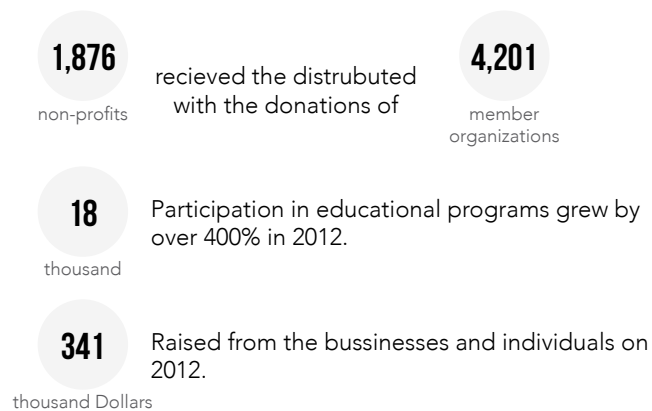 1,876
non-profits
recieved the distrubuted
with the donations of
4,201
member
organizations
18
thousand
Participation in educational programs grew by
over 400% in 2012.
341
thousand Dollars
Raised from the bussinesses and individuals on
2012.